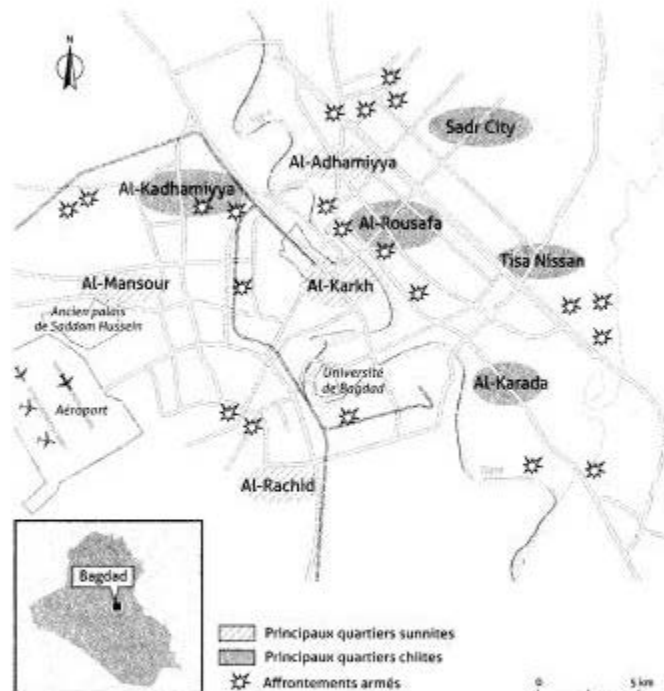 N
Sadr City
Al-Adhamiyya
Al-Kadhamiyya
Al-Rousafa
Tisa Nissan
Al-Mansour
Al-Karkh
Ancien palais
de Saddam Hussein
Université
de Bagdad
Al-Karada
Aéroport
Tigre
Al-Rachid
Bagdad
Principaux quartiers sunnites
Principaux quartiers chiites
Affrontements armés
0 5 km